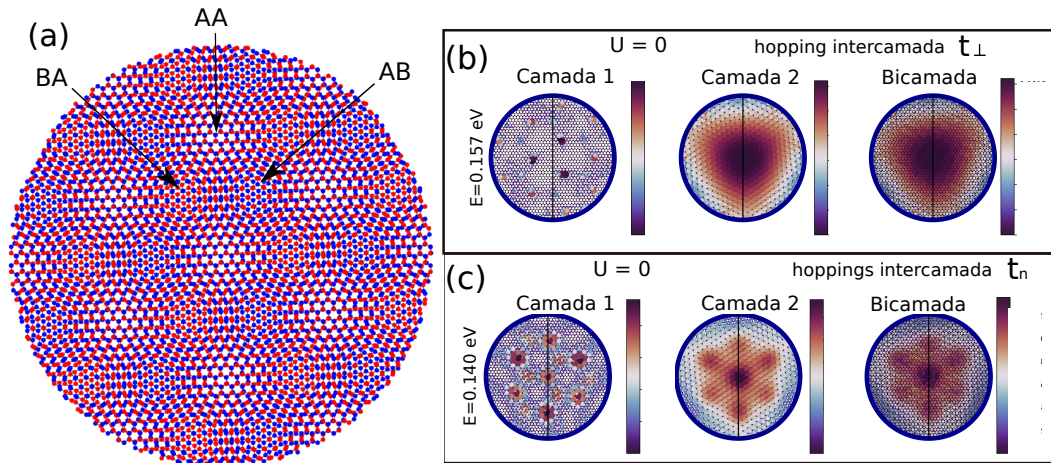 (a)
AA
BA
AB
(b)
U = 0
hopping intercamada t⊥
Camada 1
Camada 2
Bicamada
E=0.157 eV
(c)
U = 0
hoppings intercamada tn
Camada 1
Camada 2
Bicamada
E=0.140 eV